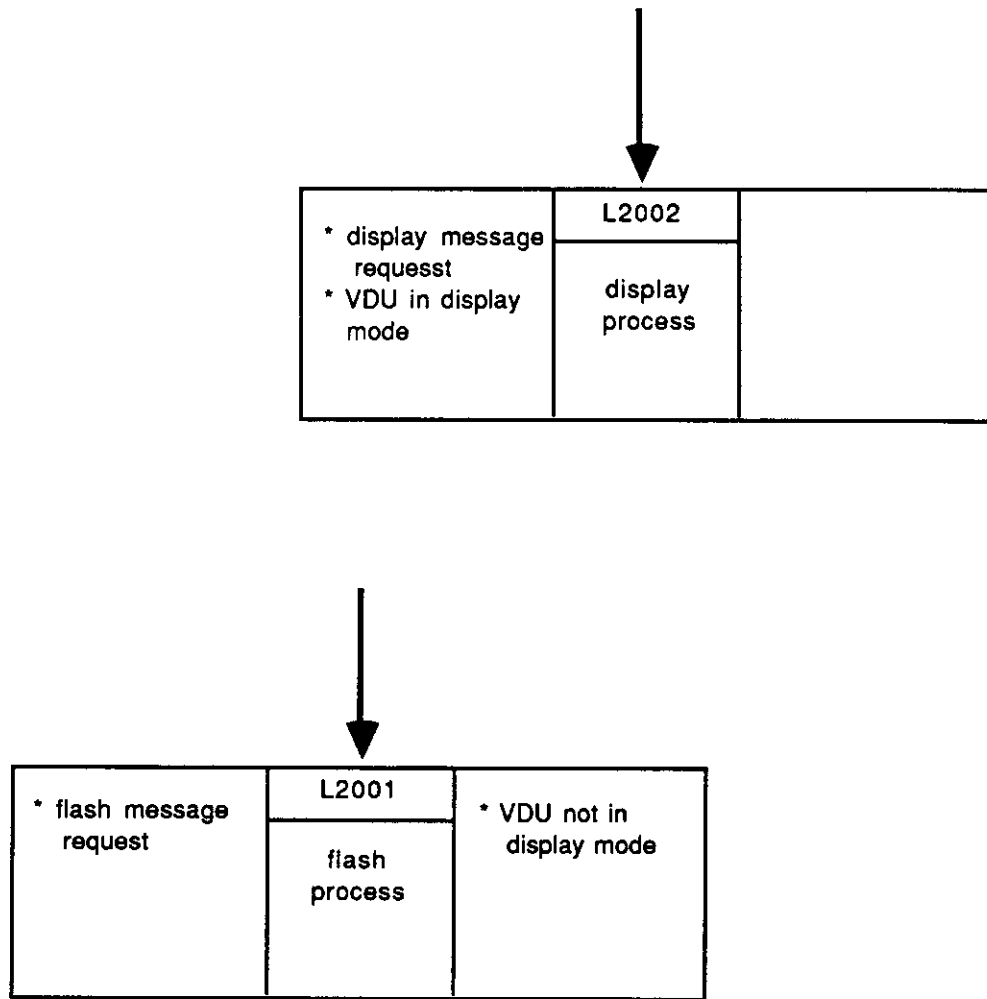 L2002
* display message
requesst
* VDU in display
mode
display
process
L2001
* flash message
request
flash
process
* VDU not in
display mode